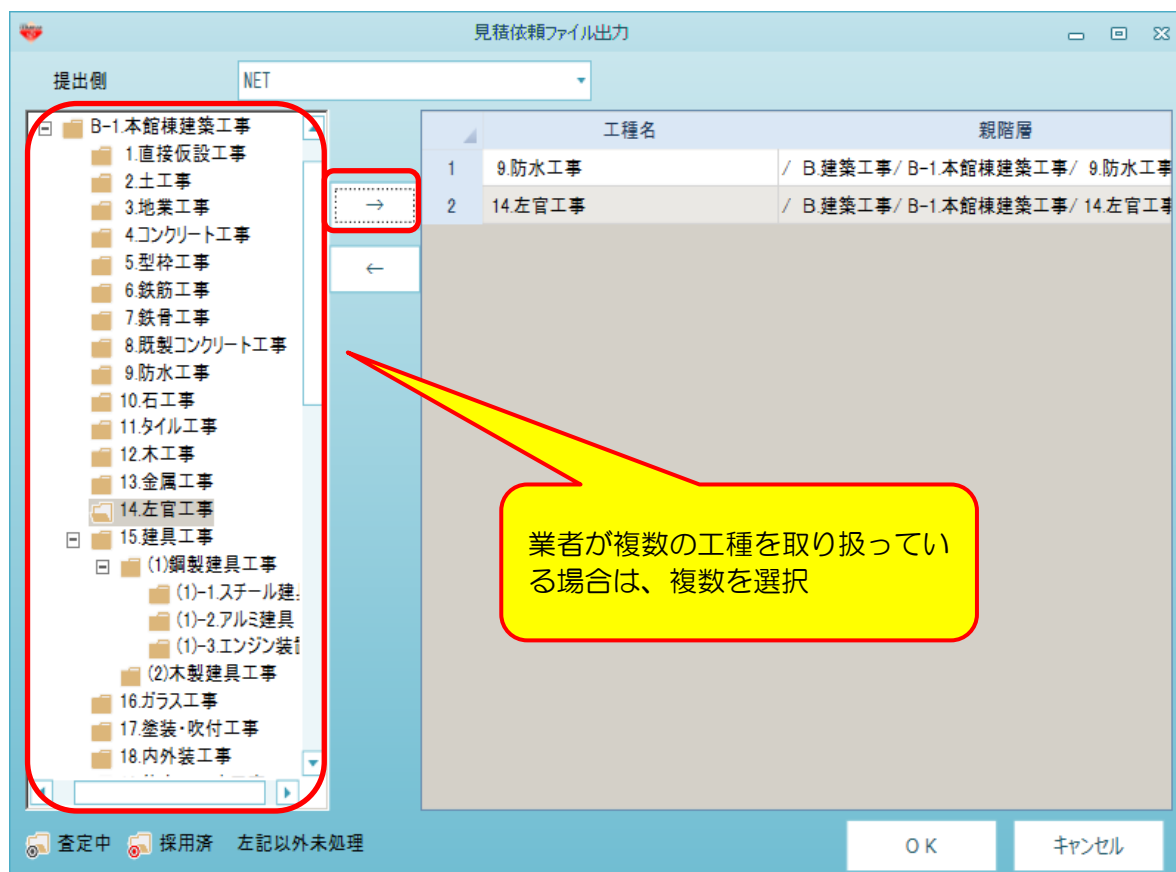 見積依頼ファイル出力
提出側
NET
B-1.本館棟建築工事
1.直接仮設工事
2.土工事
3.地業工事
4.コンクリート工事
5.型枠工事
6.鉄筋工事
7.鉄骨工事
8.既製コンクリート工事
9.防水工事
10.石工事
11.タイル工事
12.木工事
13.金属工事
14.左官工事
15.建具工事
(1)鋼製建具工事
(1)-1.スチール建
(1)-2.アルミ建具
(1)-3.エンジン装
(2)木製建具工事
16.ガラス工事
17.塗装・吹付工事
18.内外装工事
→
←
工種名 親階層
1 9.防水工事 / B.建築工事/ B-1.本館棟建築工事/ 9.防水工事
2 14.左官工事 / B.建築工事/ B-1.本館棟建築工事/ 14.左官工事
業者が複数の工種を取り扱ってい
る場合は、複数を選択
査定中 採用済 左記以外未処理
OK
キャンセル